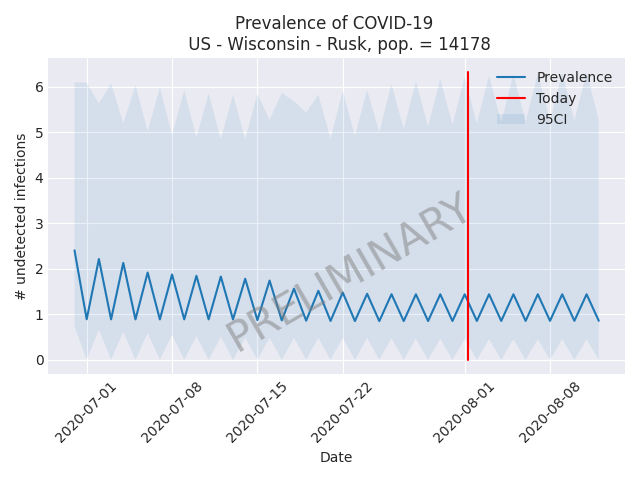 Prevalence of COVID-19
US - Wisconsin - Rusk, pop. = 14178
Prevalence
Today
95CI
# undetected infections
6
5
4
3
2
1
0
PRELIMINARY
2020-07-01
2020-07-08
2020-07-15
2020-07-22
2020-08-01
2020-08-08
Date